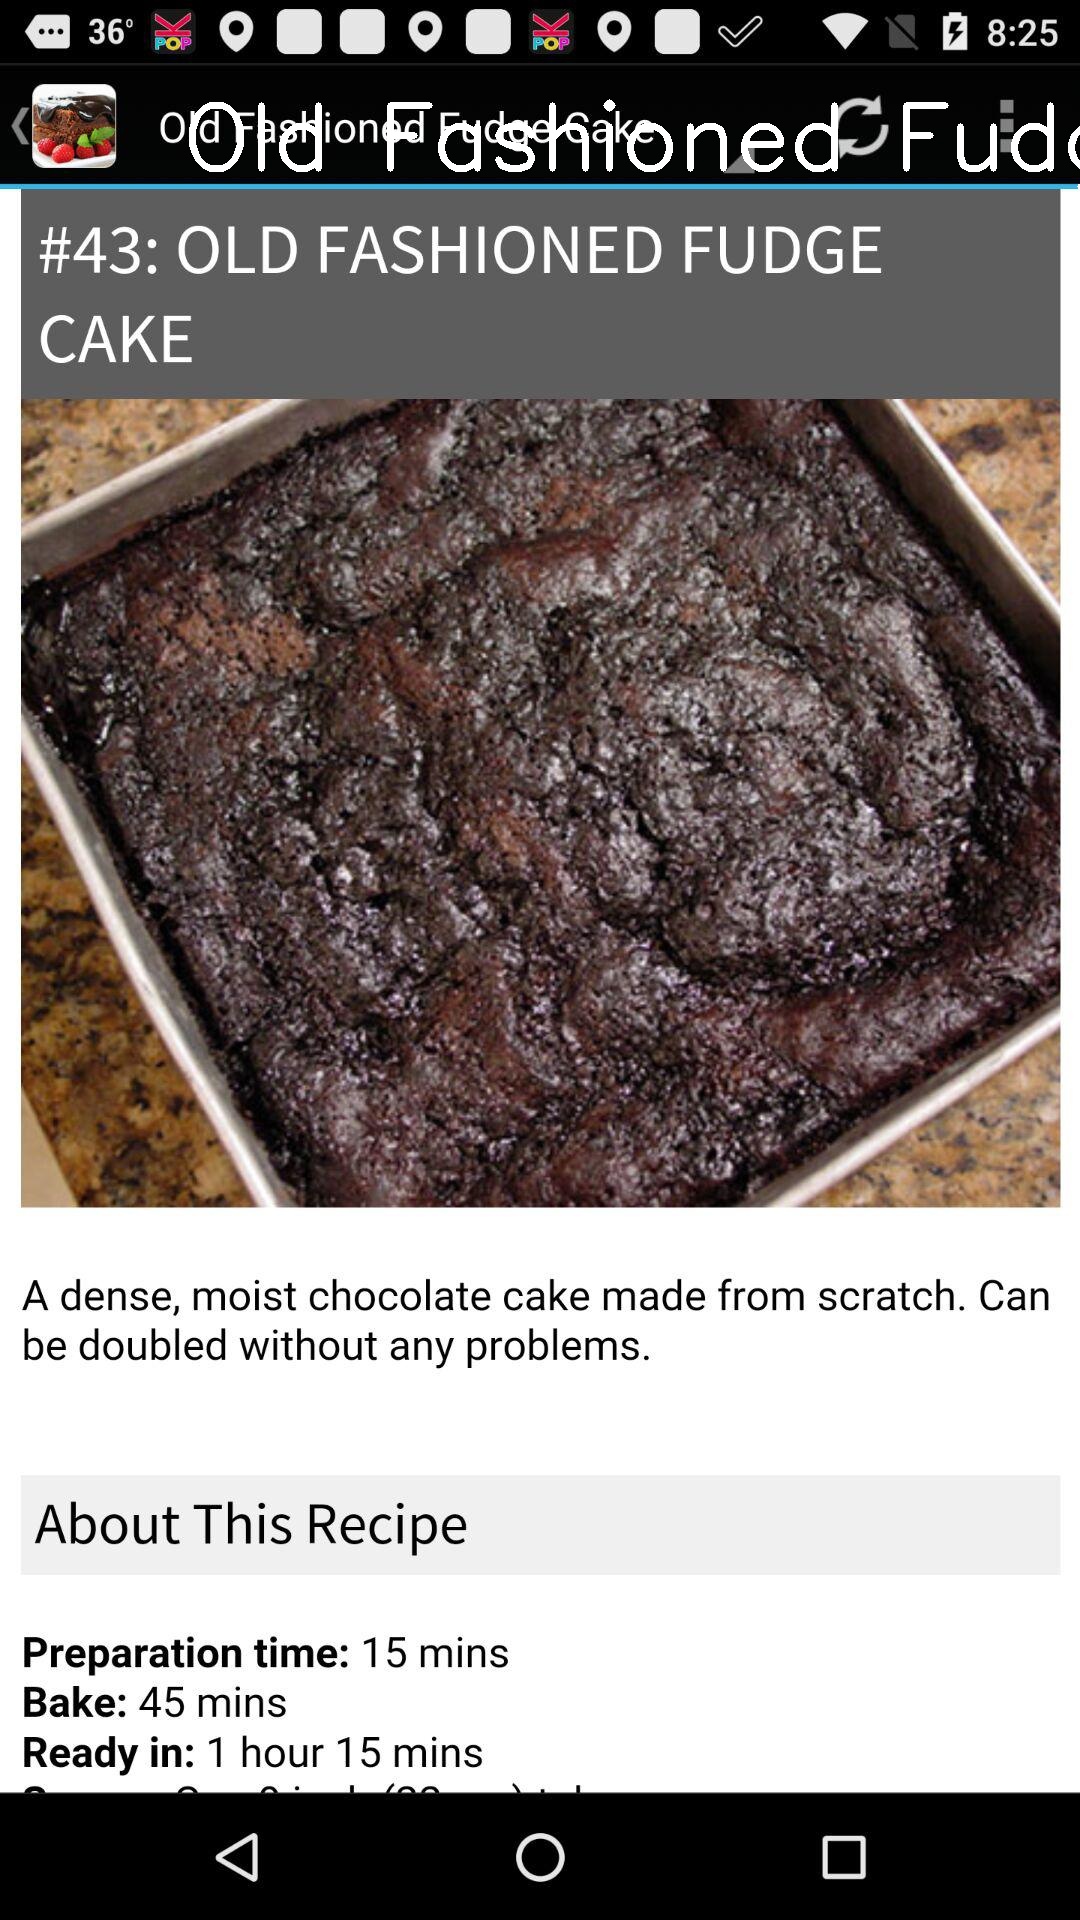 36° POP POP 8:25
Old Fashioned Fudge Cake
Old Fashioned
#43: OLD FASHIONED FUDGE
CAKE
A dense, moist chocolate cake made from scratch. Can
be doubled without any problems.
About This Recipe
Preparation time: 15 mins
Bake: 45 mins
Ready in: 1 hour 15 mins